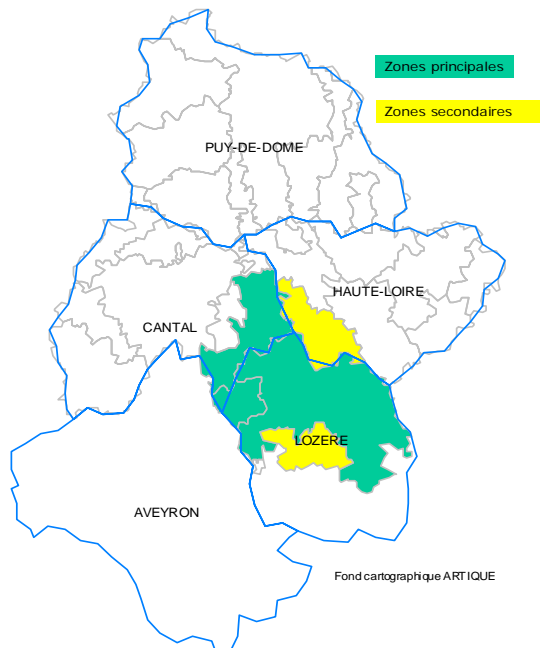 Zones principales
Zones secondaires
PUY-DE-DOME
HAUTE-LOIRE
CANTAL
LOZERE
AVEYRON
Fond cartographique ARTIQUE